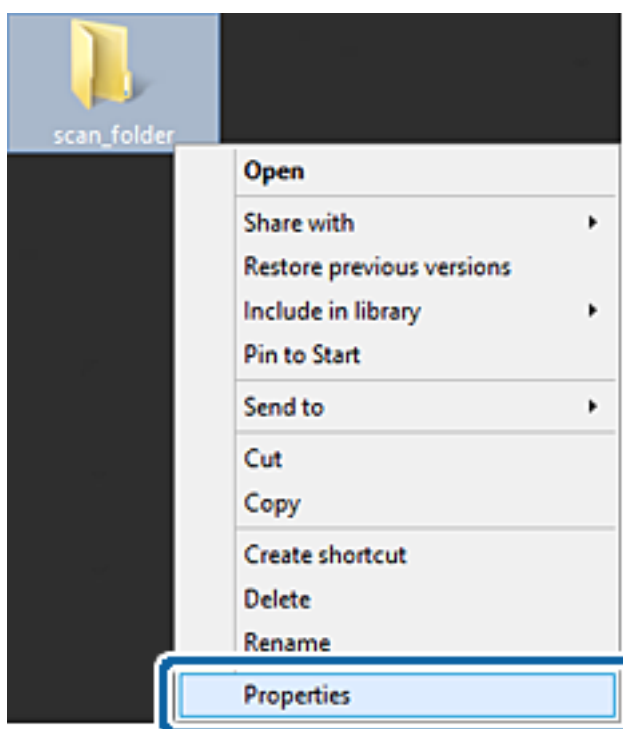 scan_folder
Open
Share with
Restore previous versions
Include in library
Pin to Start
Send to
Cut
Copy
Create shortcut
Delete
Rename
Properties